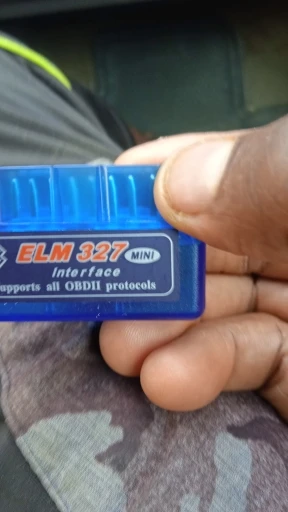 ELM 327 MINI
Interface
upports all OBDII protocols